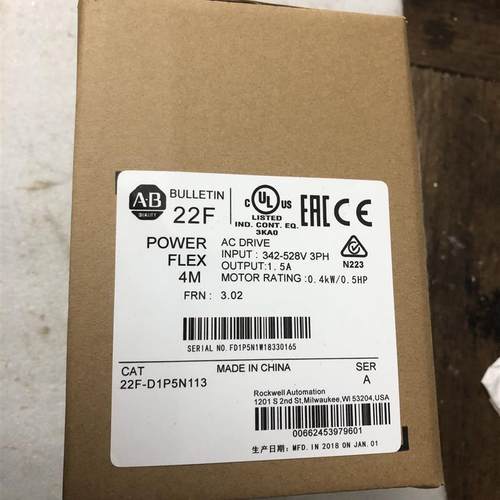 A-B
QUALITY
BULLETIN
22F
POWER
FLEX
4M
FRN : 3.02
C UL US
LISTED
IND. CONT. EQ.
3KA0
EAC CE
N223
AC DRIVE
INPUT : 342-528V 3PH
OUTPUT:1.5A
MOTOR RATING:0.4kW/0.5HP
SERIAL NO.FD1P5N1W18330165
CAT
22F-D1P5N113
MADE IN CHINA
SER
A
Rockwell Automation
1201 S 2nd St,Milwaukee,WI 53204,USA
00662453979601
生产日期: MFD. IN 2018 ON JAN.01